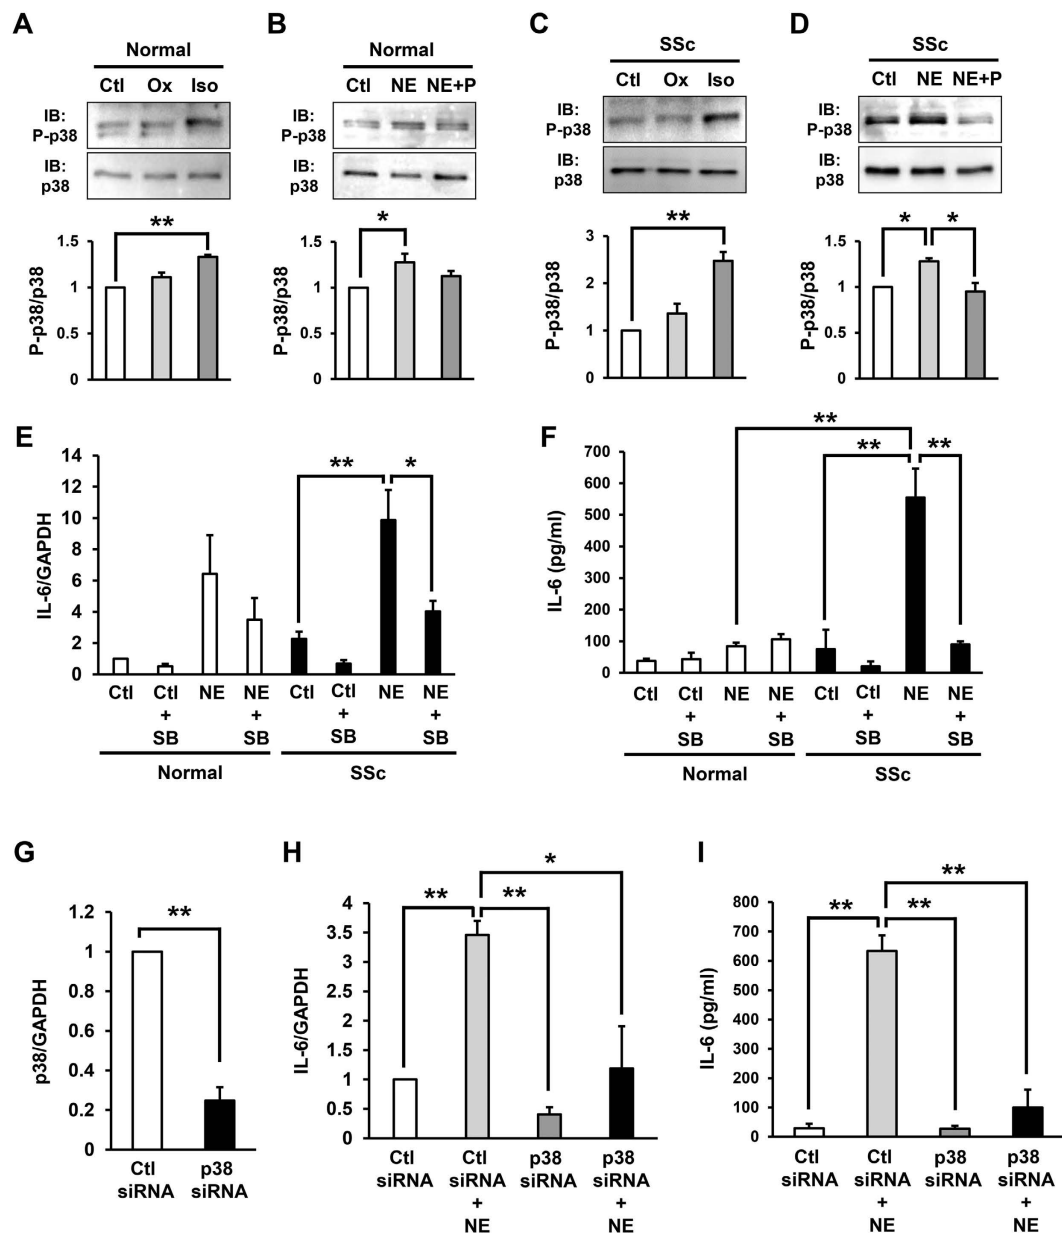 A
Normal
Ctl Ox Iso
IB:
P-p38
IB:
p38
**
P-p38/p38
1.5
1
0.5
0
B
Normal
Ctl NE NE+P
IB:
P-p38
IB:
p38
*
P-p38/p38
1.5
1
0.5
0
C
SSc
Ctl Ox Iso
IB:
P-p38
IB:
p38
**
P-p38/p38
3
2
1
0
D
SSc
Ctl NE NE+P
IB:
P-p38
IB:
p38
* *
P-p38/p38
1.5
1
0.5
0
E
IL-6/GAPDH
14
12
10
8
6
4
2
0
** *
Ctl Ctl NE NE Ctl Ctl NE NE
+ + + +
SB SB SB SB
Normal SSc
F
IL-6 (pg/ml)
700
600
500
400
300
200
100
0
**
** **
Ctl Ctl NE NE Ctl Ctl NE NE
+ + + +
SB SB SB SB
Normal SSc
G
p38/GAPDH
1.2
1
0.8
0.6
0.4
0.2
0
**
Ctl p38
siRNA siRNA
H
IL-6/GAPDH
4
3.5
3
2.5
2
1.5
1
0.5
0
*
** **
Ctl Ctl p38 p38
siRNA siRNA siRNA siRNA
+ +
NE NE
I
IL-6 (pg/ml)
800
700
600
500
400
300
200
100
0
**
** **
Ctl Ctl p38 p38
siRNA siRNA siRNA siRNA
+ +
NE NE